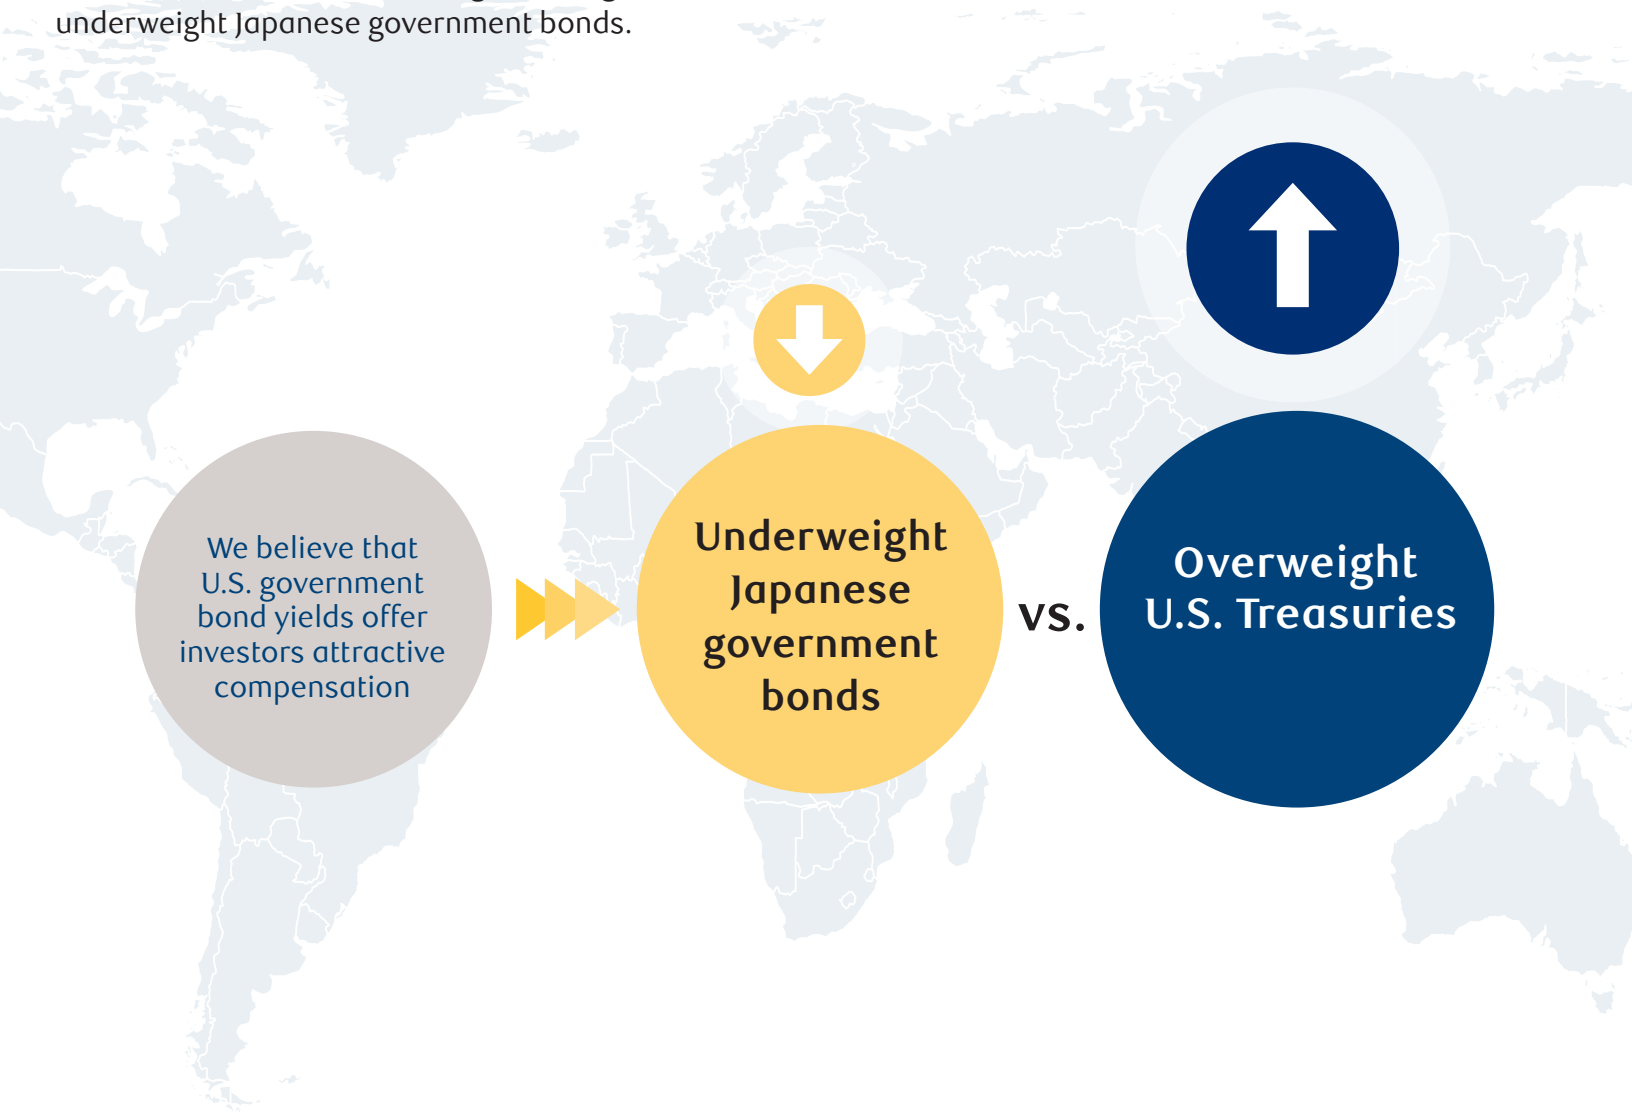 underweight Japanese government bonds.
We believe that
U.S. government
bond yields offer
investors attractive
compensation
Underweight
Japanese
government
bonds
vs.
Overweight
U.S. Treasuries